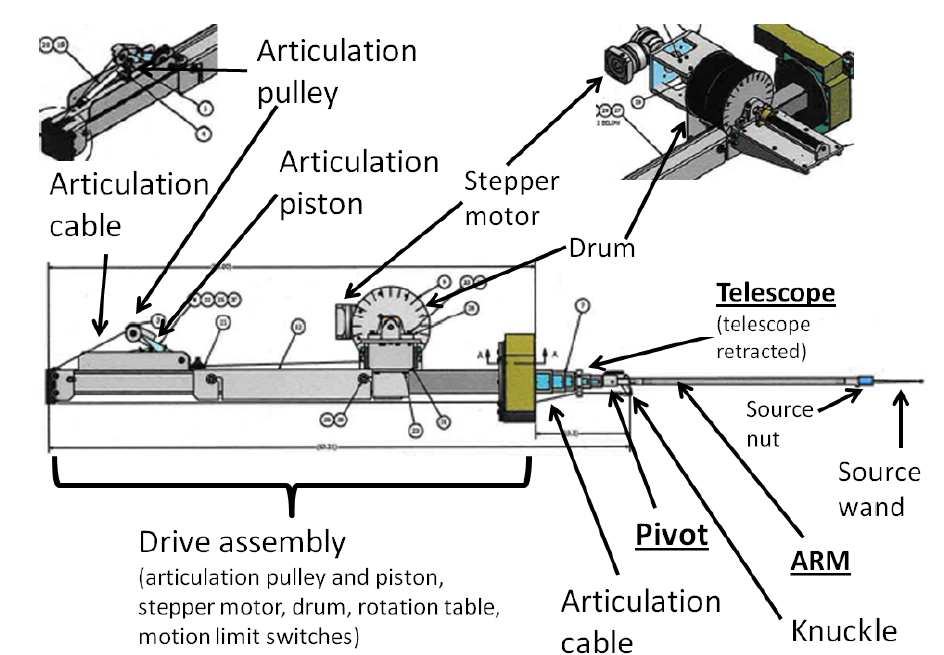 Articulation
pulley
Articulation
piston
Articulation
cable
Stepper
motor
Drum
Telescope
(telescope
retracted)
Source
nut
Source
wand
Drive assembly
(articulation pulley and piston,
stepper motor, drum, rotation table,
motion limit switches)
Pivot
ARM
Articulation
cable
Knuckle
A
A